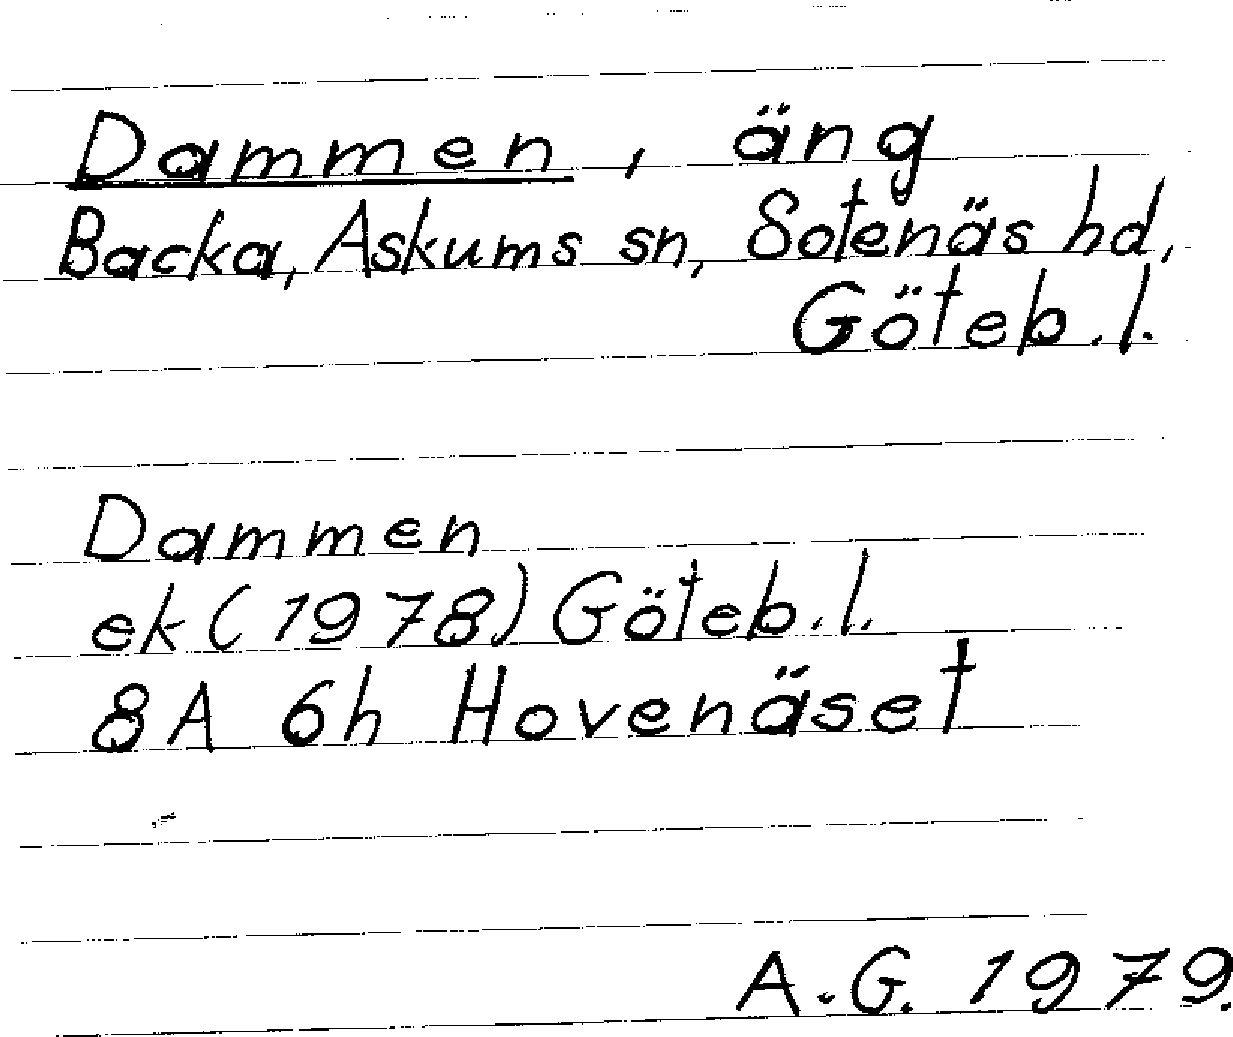 Dammen, äng
Backa, Askums sn, Sotenäs hd,
Göteb.l.
Dammen
ek (1978) Göteb.l.
8A 6h Hovenäset
A.G. 1979.